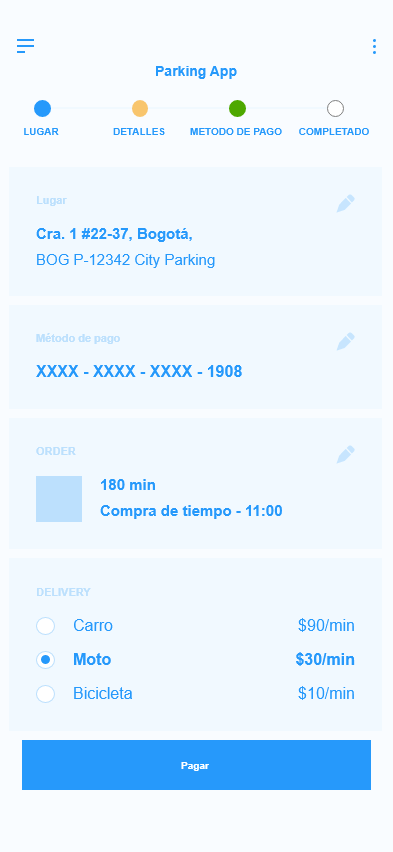 Parking App
LUGAR DETALLES METODO DE PAGO COMPLETADO
Lugar
Cra. 1 #22-37, Bogotá,
BOG P-12342 City Parking
Método de pago
XXXX - XXXX - XXXX - 1908
ORDER
180 min
Compra de tiempo - 11:00
DELIVERY
Carro $90/min
Moto $30/min
Bicicleta $10/min
Pagar